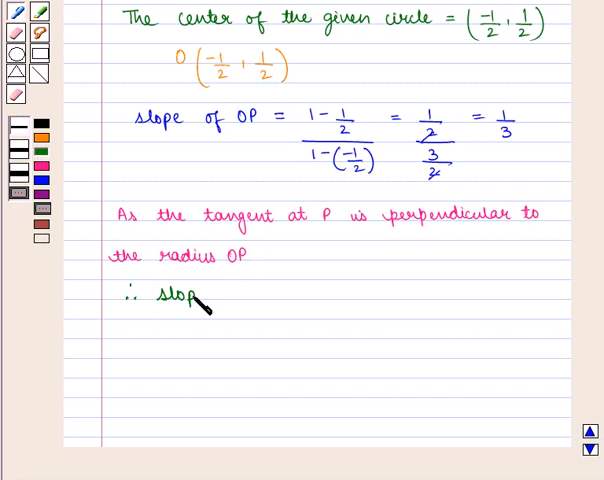 The center of the given circle = (-1/2, 1/2)
O (-1/2, 1/2)
slope of OP = (1 - 1/2)/(1 - (-1/2)) = (1/2)/(3/2) = 1/3
As the tangent at P is perpendicular to
the radius OP
∴ slop